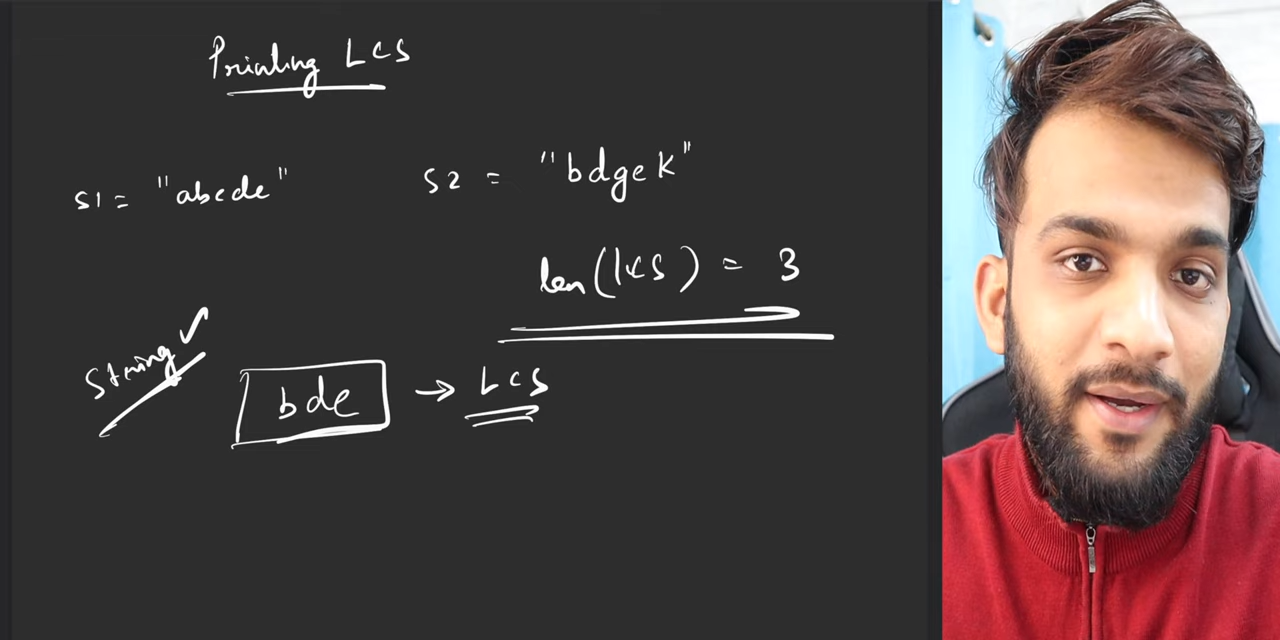 Printing LCS
S1 = "abcde" S2 = "bdgek"
len(lcs) = 3
String
bde → LCS